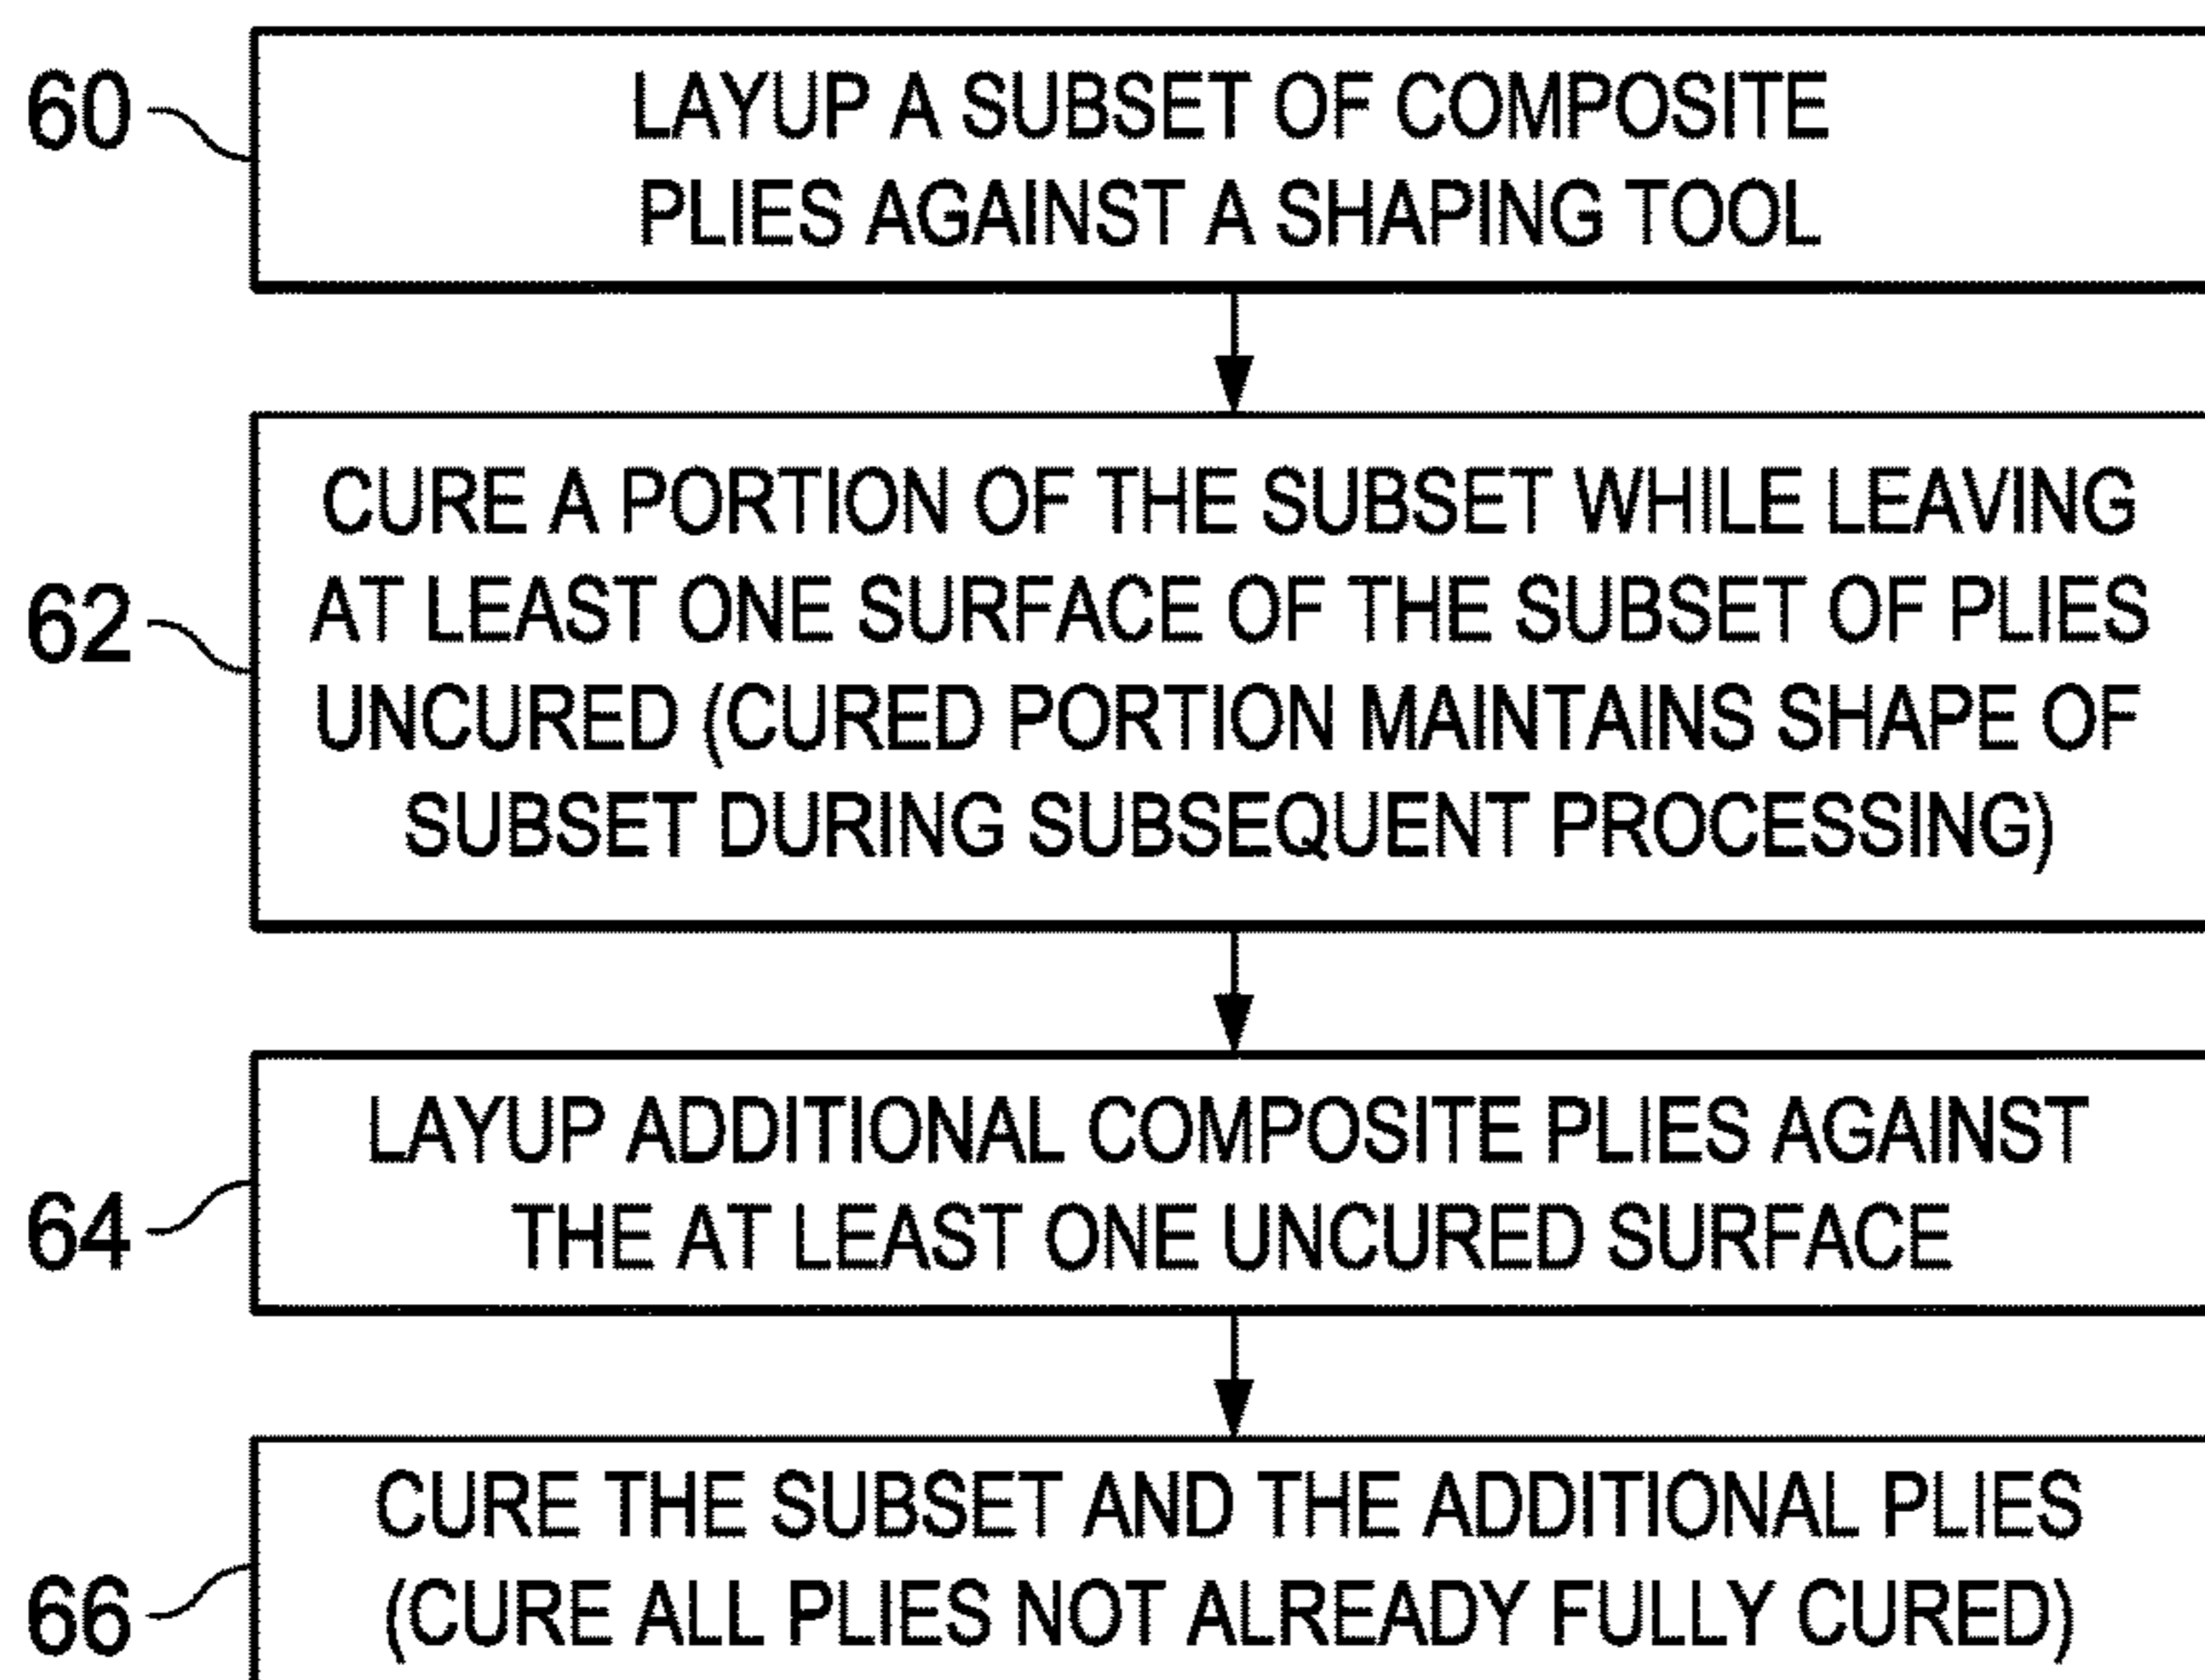 60
LAYUP A SUBSET OF COMPOSITE
PLIES AGAINST A SHAPING TOOL
62
CURE A PORTION OF THE SUBSET WHILE LEAVING
AT LEAST ONE SURFACE OF THE SUBSET OF PLIES
UNCURED (CURED PORTION MAINTAINS SHAPE OF
SUBSET DURING SUBSEQUENT PROCESSING)
64
LAYUP ADDITIONAL COMPOSITE PLIES AGAINST
THE AT LEAST ONE UNCURED SURFACE
66
CURE THE SUBSET AND THE ADDITIONAL PLIES
(CURE ALL PLIES NOT ALREADY FULLY CURED)